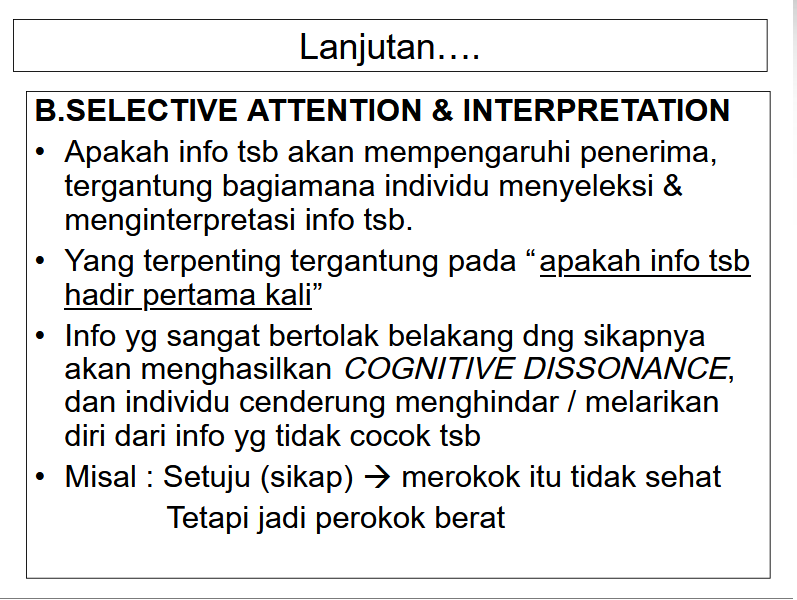 Lanjutan….
B.SELECTIVE ATTENTION & INTERPRETATION
• Apakah info tsb akan mempengaruhi penerima,
tergantung bagiamana individu menyeleksi &
menginterpretasi info tsb.
• Yang terpenting tergantung pada “apakah info tsb
hadir pertama kali”
• Info yg sangat bertolak belakang dng sikapnya
akan menghasilkan COGNITIVE DISSONANCE,
dan individu cenderung menghindar / melarikan
diri dari info yg tidak cocok tsb
• Misal : Setuju (sikap) → merokok itu tidak sehat
Tetapi jadi perokok berat